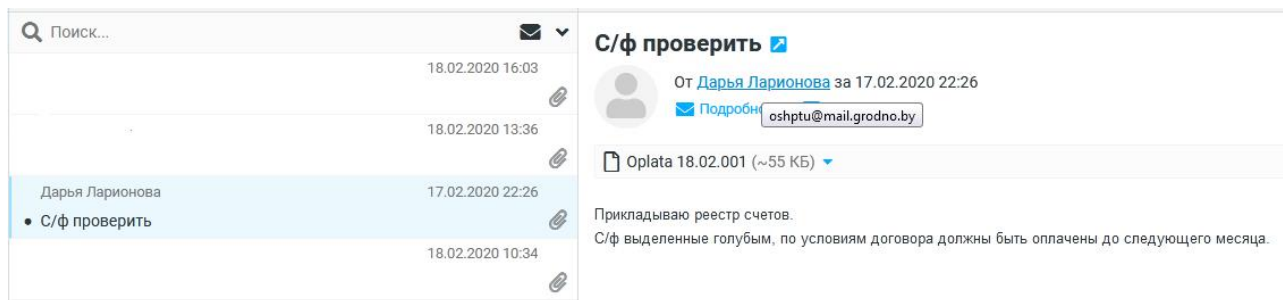 Поиск...
18.02.2020 16:03
18.02.2020 13:36
Дарья Ларионова 17.02.2020 22:26
• С/ф проверить
18.02.2020 10:34
С/ф проверить
От Дарья Ларионова за 17.02.2020 22:26
oshptu@mail.grodno.by
Oplata 18.02.001 (~55 КБ)
Прикладываю реестр счетов.
С/ф выделенные голубым, по условиям договора должны быть оплачены до следующего месяца.